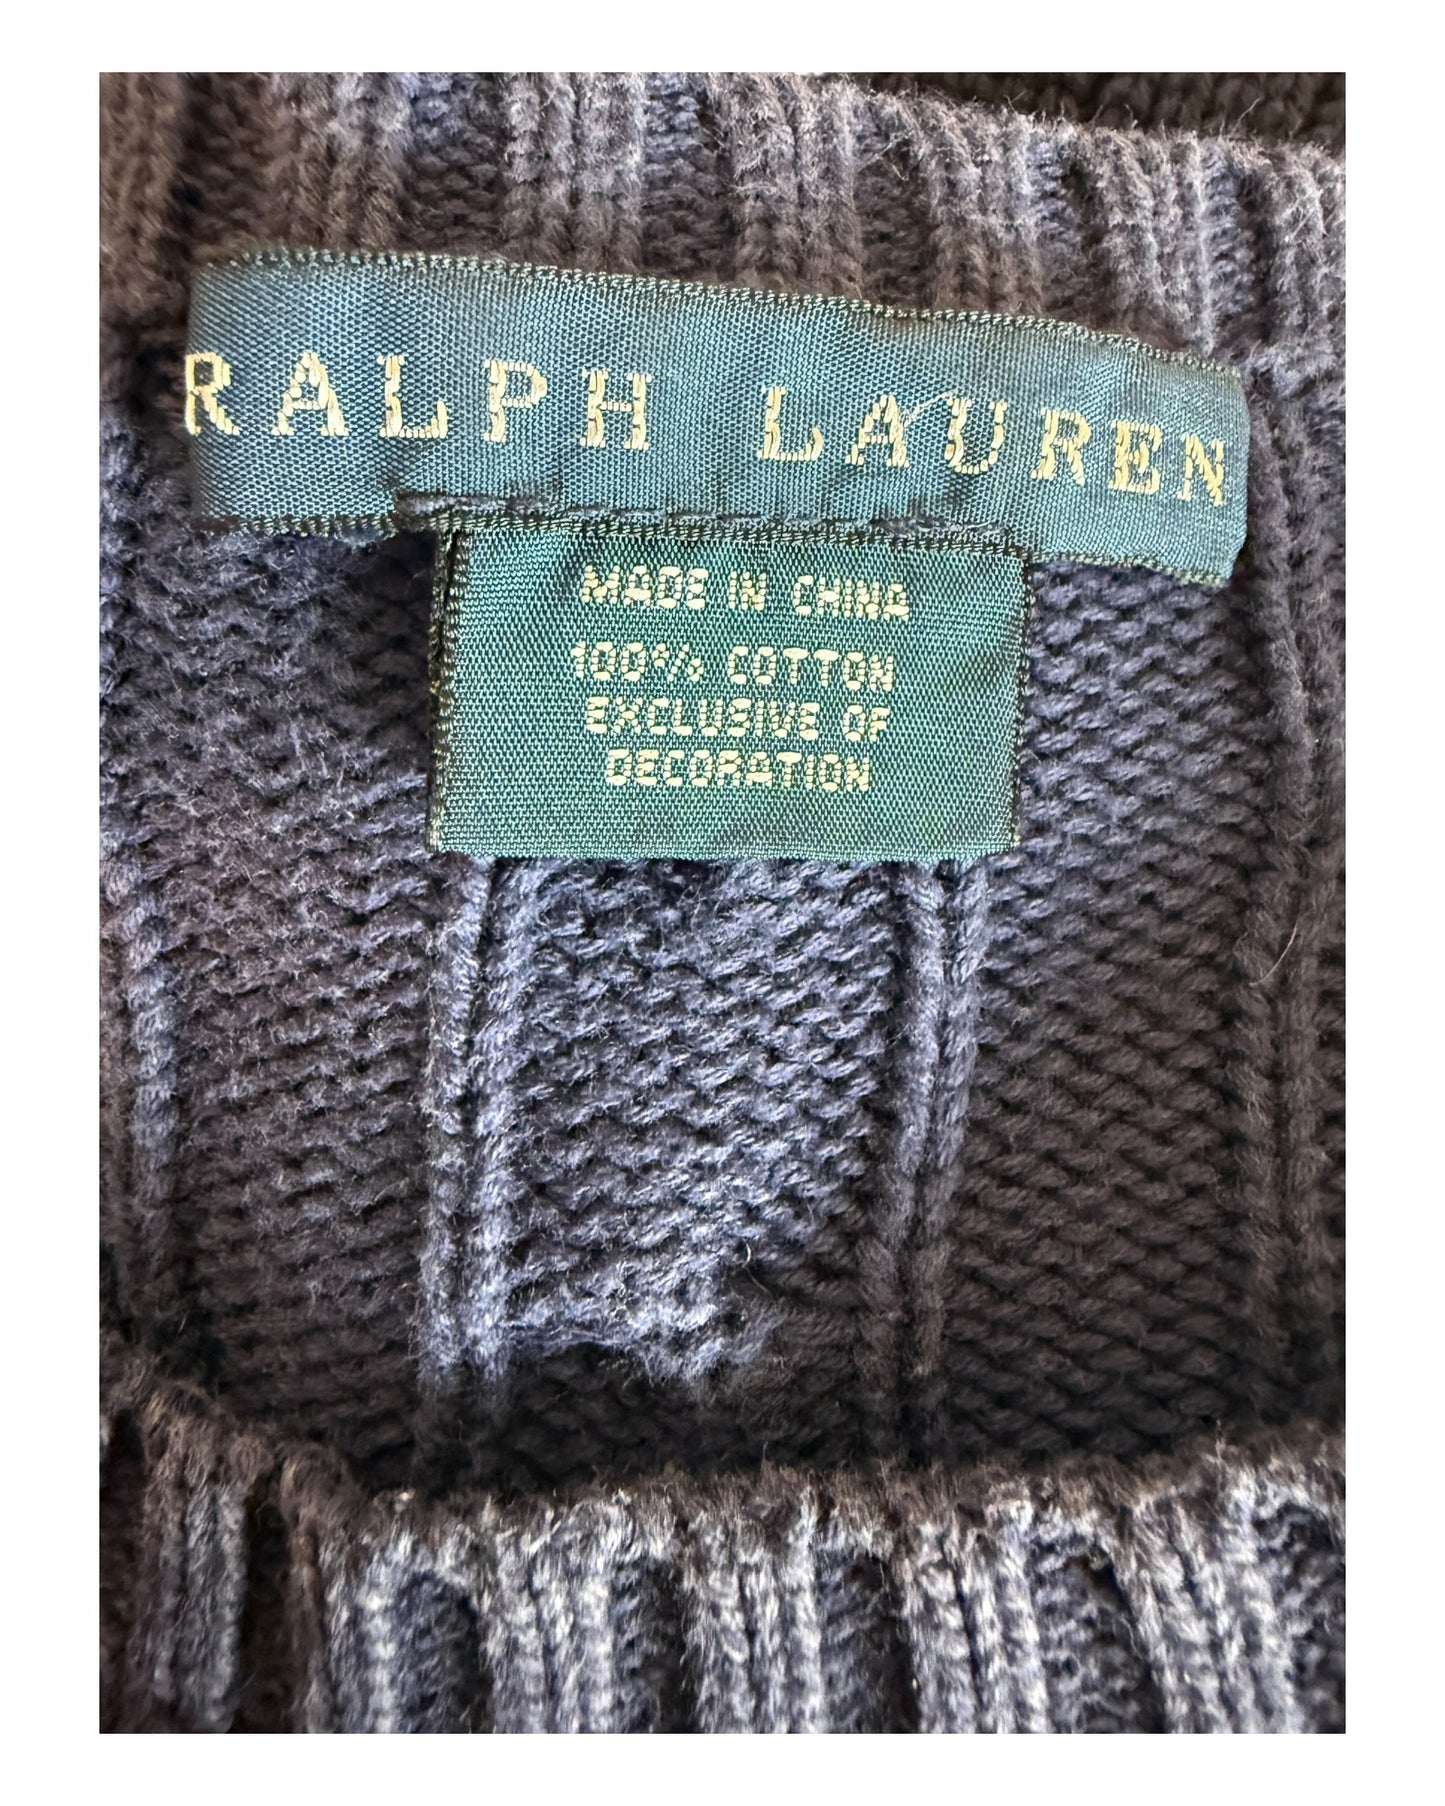 RALPH LAUREN
MADE IN CHINA
100% COTTON
EXCLUSIVE OF
DECORATION